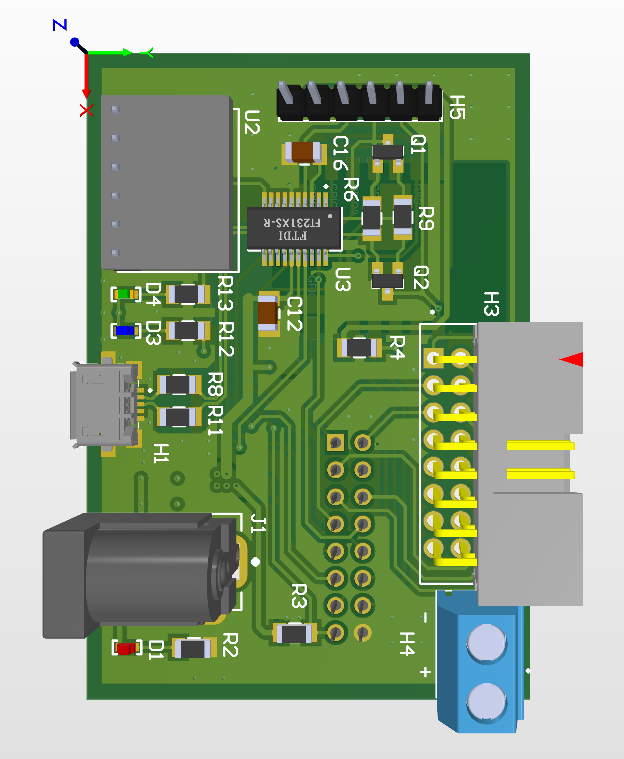 Z
Y
X
U2
H5
C16
Q1
R6
R9
FTDI
FT231XS-R
U3
Q2
D4
R13
H3
D3
R12
C12
R4
R8
R11
H1
J1
R3
D1
R2
H4
-
+